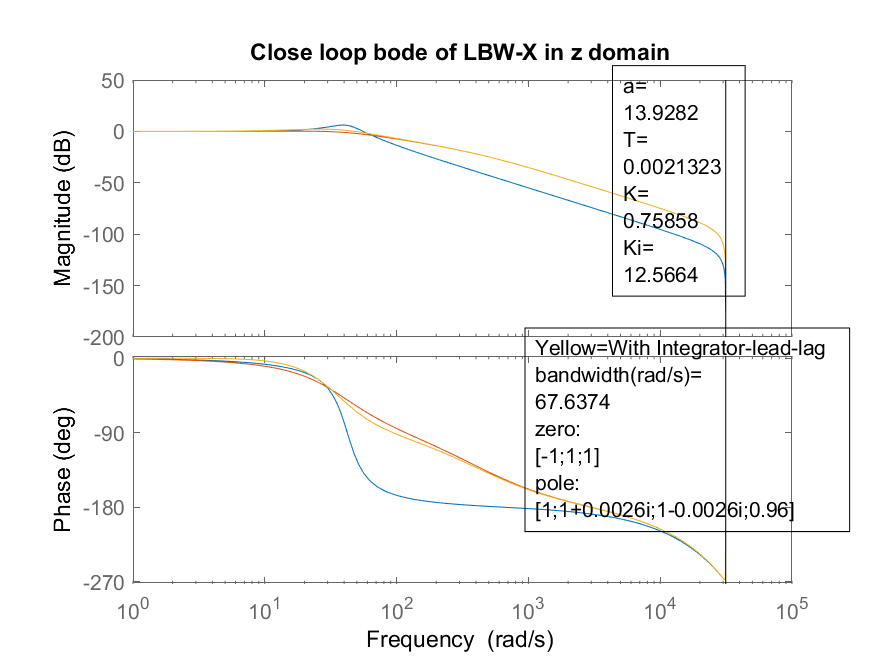 Close loop bode of LBW-X in z domain
50
0
-50
-100
-150
-200
Magnitude (dB)
a=
13.9282
T=
0.0021323
K=
0.75858
Ki=
12.5664
0
-90
-180
-270
Phase (deg)
Yellow=With Integrator-lead-lag
bandwidth(rad/s)=
67.6374
zero:
[-1;1;1]
pole:
[1;1+0.0026i;1-0.0026i;0.96]
10^0 10^1 10^2 10^3 10^4 10^5
Frequency (rad/s)